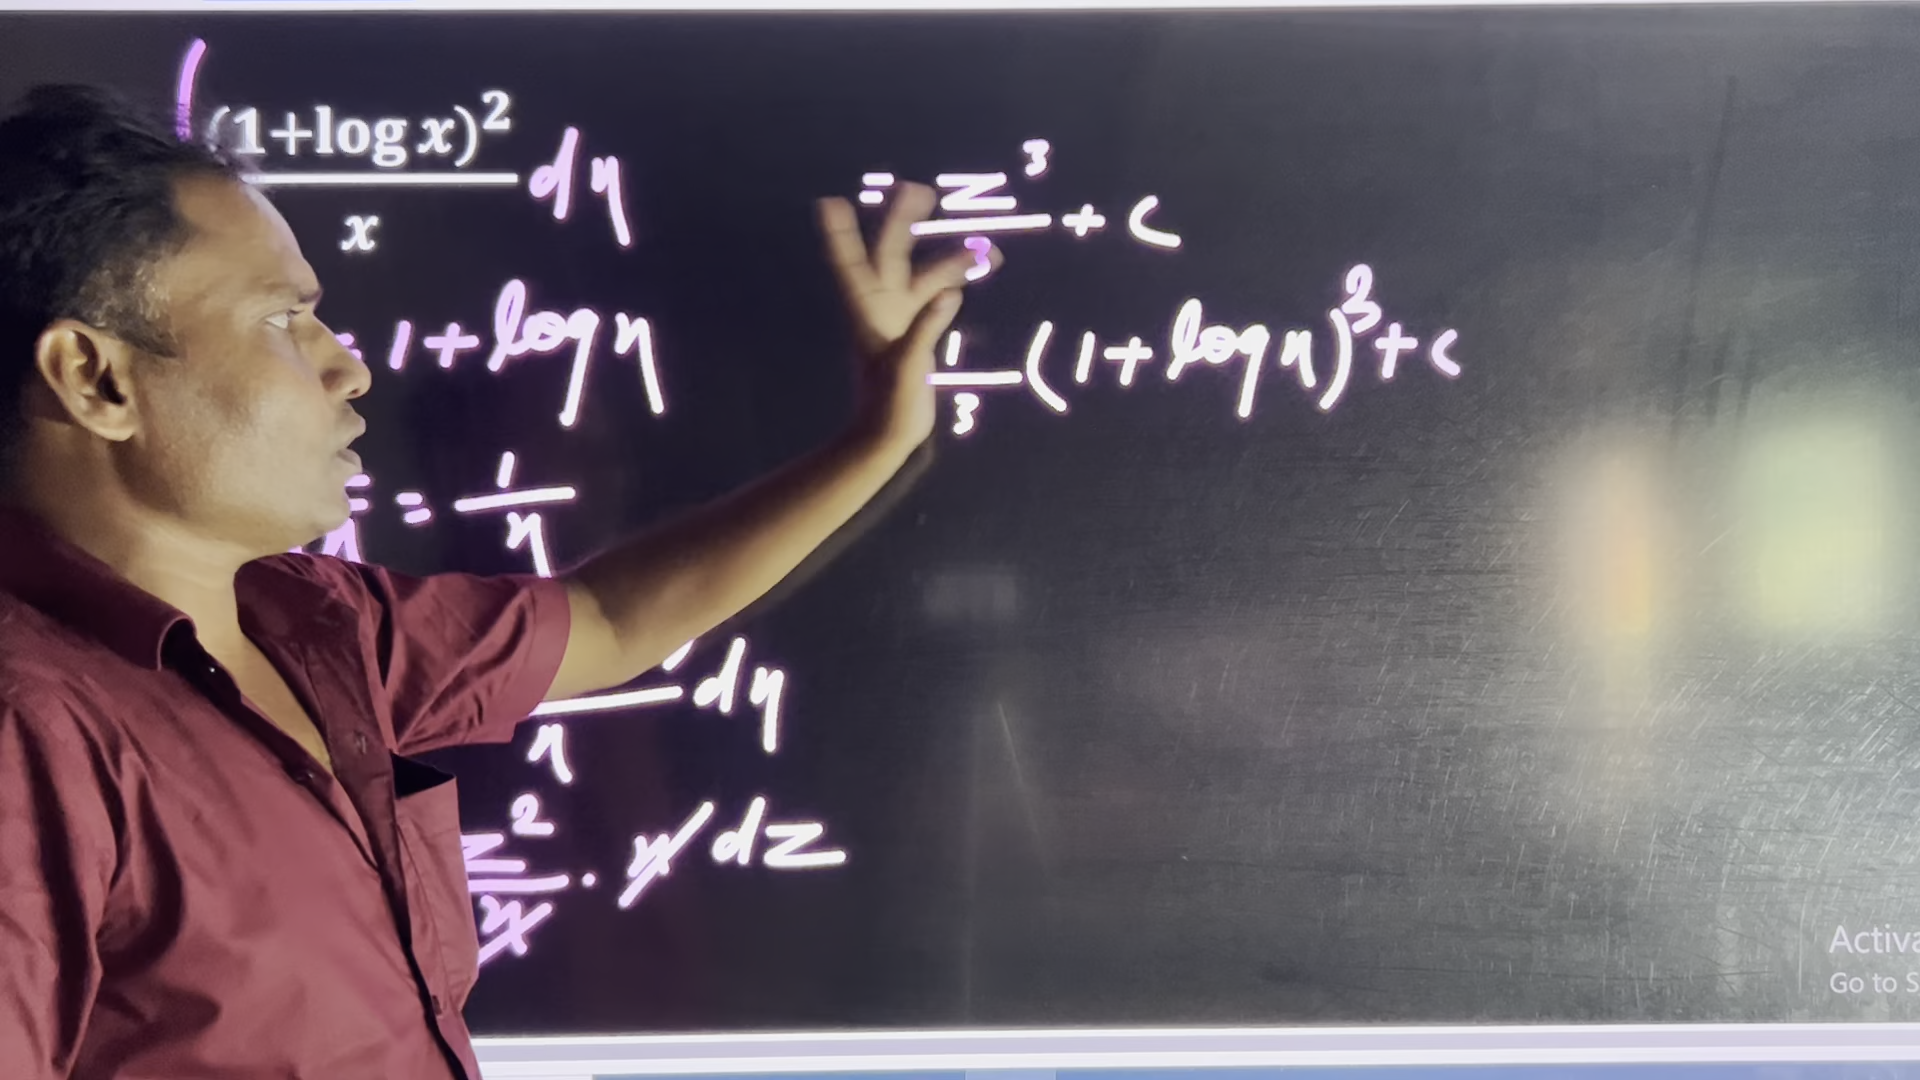 ∫ (1+log x)² / x dx
= 1 + log x
= 1/x
/x dx
z²/x · x dz
= z³/3 + c
1/3 (1 + log x)³ + c
Activa
Go to S